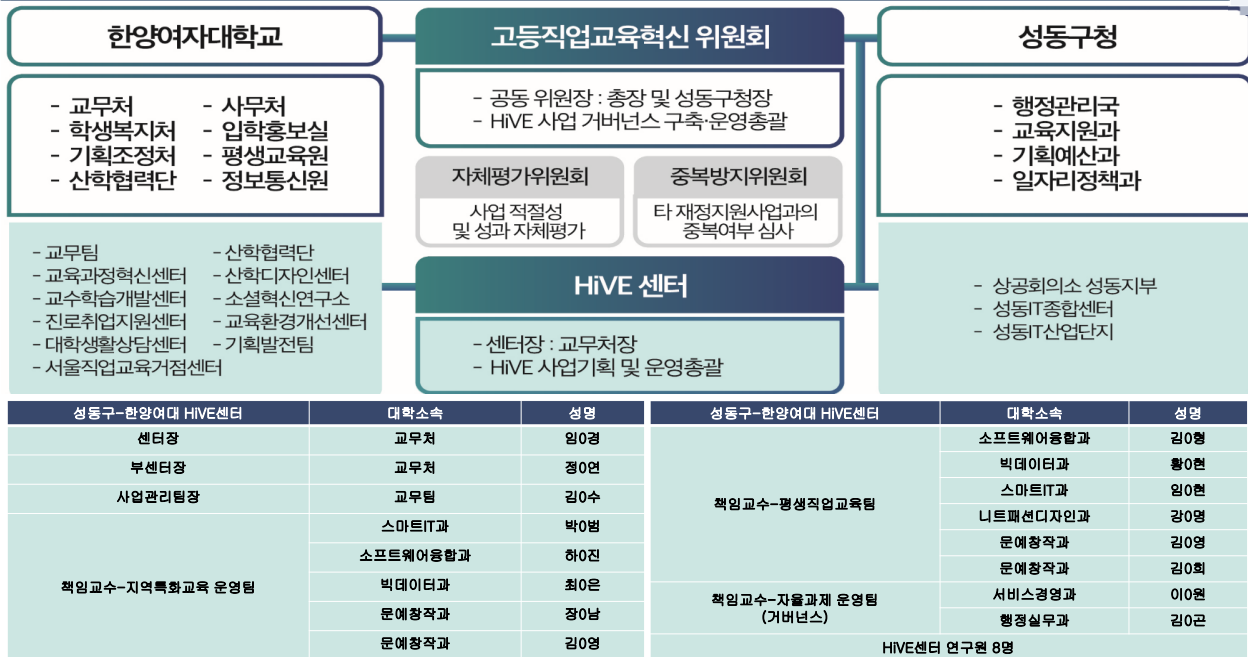 한양여자대학교
- 교무처 - 사무처
- 학생복지처 - 입학홍보실
- 기획조정처 - 평생교육원
- 산학협력단 - 정보통신원
- 교무팀 - 산학협력단
- 교육과정혁신센터 - 산학디자인센터
- 교수학습개발센터 - 소셜혁신연구소
- 진로취업지원센터 - 교육환경개선센터
- 대학생활상담센터 - 기획발전팀
- 서울직업교육거점센터
고등직업교육혁신 위원회
- 공동 위원장 : 총장 및 성동구청장
- HiVE 사업 거버넌스 구축·운영총괄
자체평가위원회 중복방지위원회
사업 적절성 타 재정지원사업과의
및 성과 자체평가 중복여부 심사
HiVE 센터
- 센터장 : 교무처장
- HiVE 사업기획 및 운영총괄
성동구청
- 행정관리국
- 교육지원과
- 기획예산과
- 일자리정책과
- 상공회의소 성동지부
- 성동IT종합센터
- 성동IT산업단지
성동구-한양여대 HiVE센터 대학소속 성명
센터장 교무처 임0경
부센터장 교무처 정0연
사업관리팀장 교무팀 김0수
책임교수-지역특화교육 운영팀
스마트IT과 박0범
소프트웨어융합과 하0진
빅데이터과 최0은
문예창작과 장0남
문예창작과 김0영
성동구-한양여대 HiVE센터 대학소속 성명
책임교수-평생직업교육팀
소프트웨어융합과 김0형
빅데이터과 황0현
스마트IT과 임0현
니트패션디자인과 강0명
문예창작과 김0영
문예창작과 김0희
책임교수-자율과제 운영팀
(거버넌스)
서비스경영과 이0원
행정실무과 김0곤
HiVE센터 연구원 8명